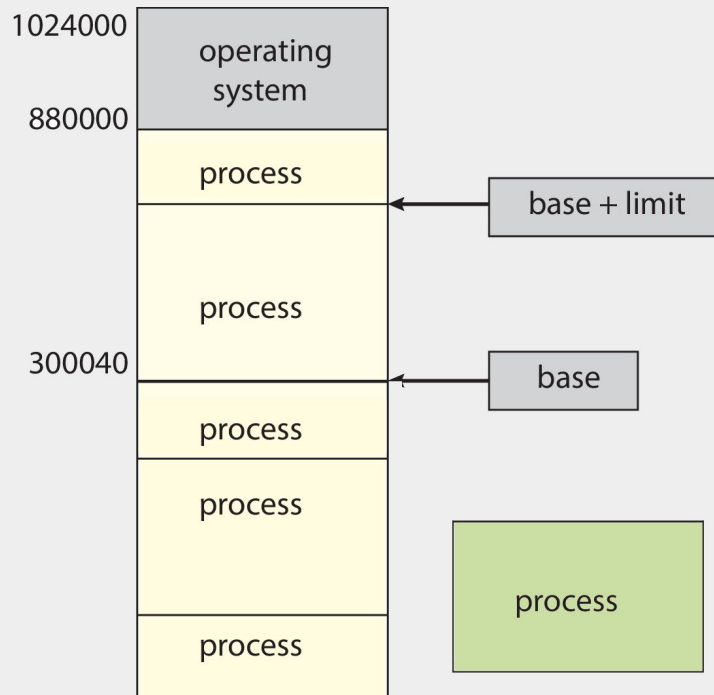 1024000
operating
system
880000
process
base + limit
process
300040
base
process
process
process
process